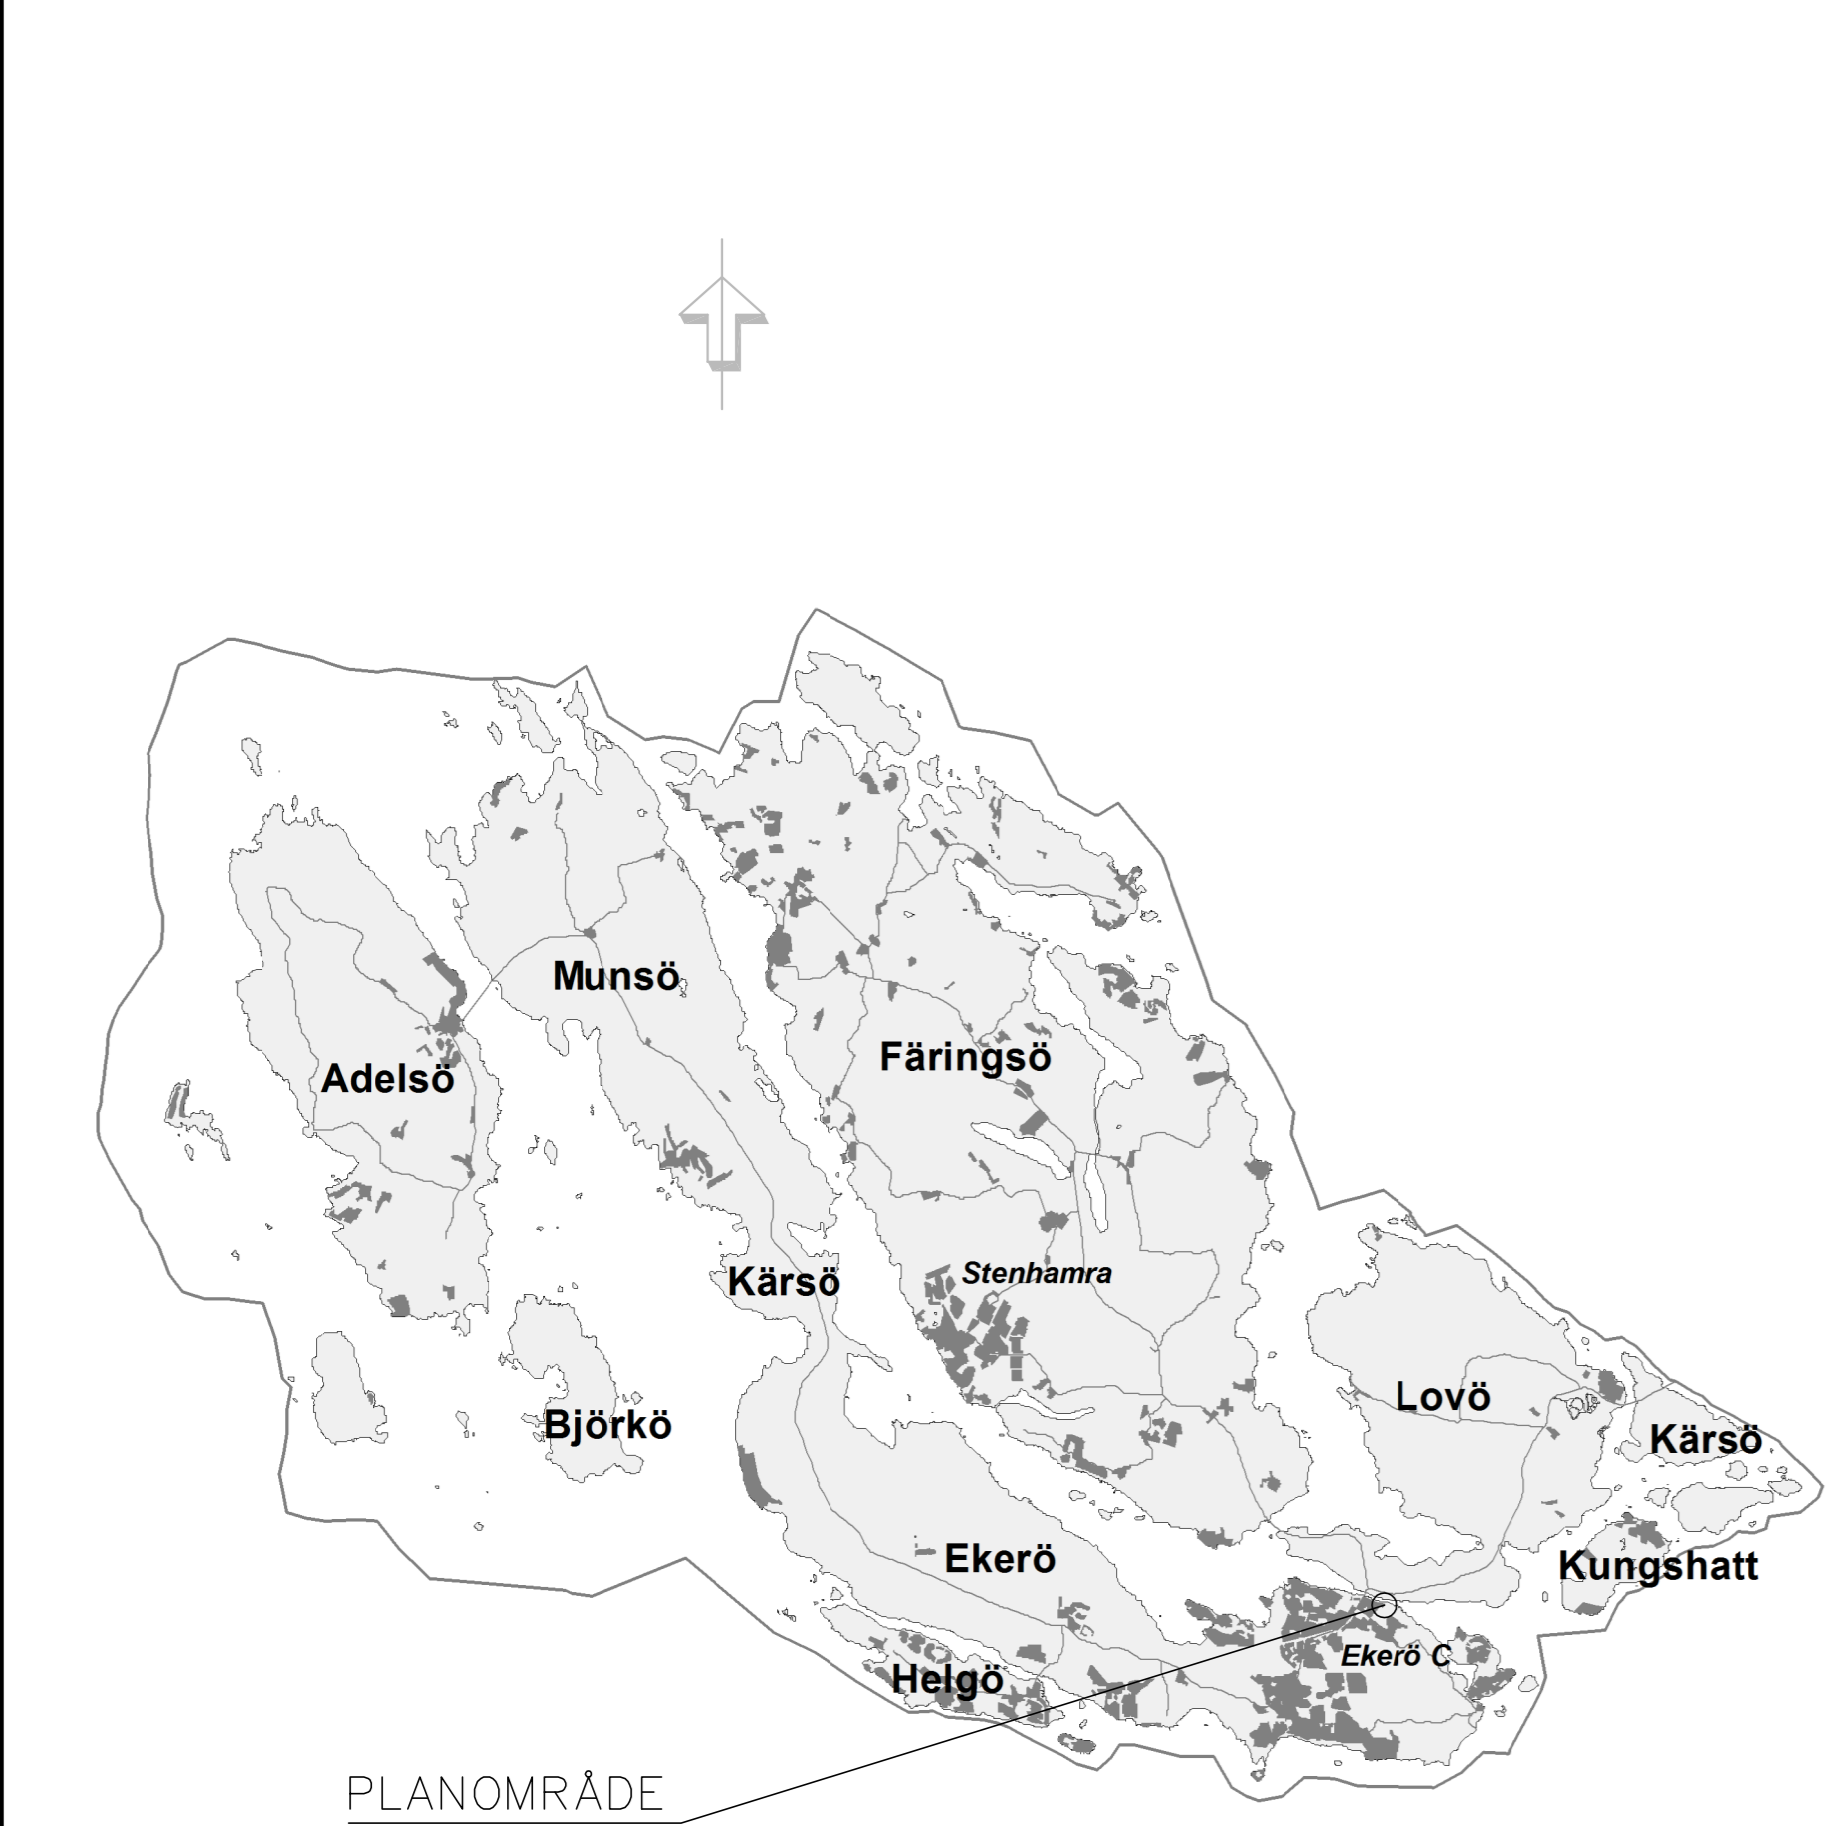 Munsö
Färingsö
Adelsö
Stenhamra
Kärsö
Lovö
Björkö
Kärsö
Ekerö
Kungshatt
Ekerö C
Helgö
PLANOMRÅDE